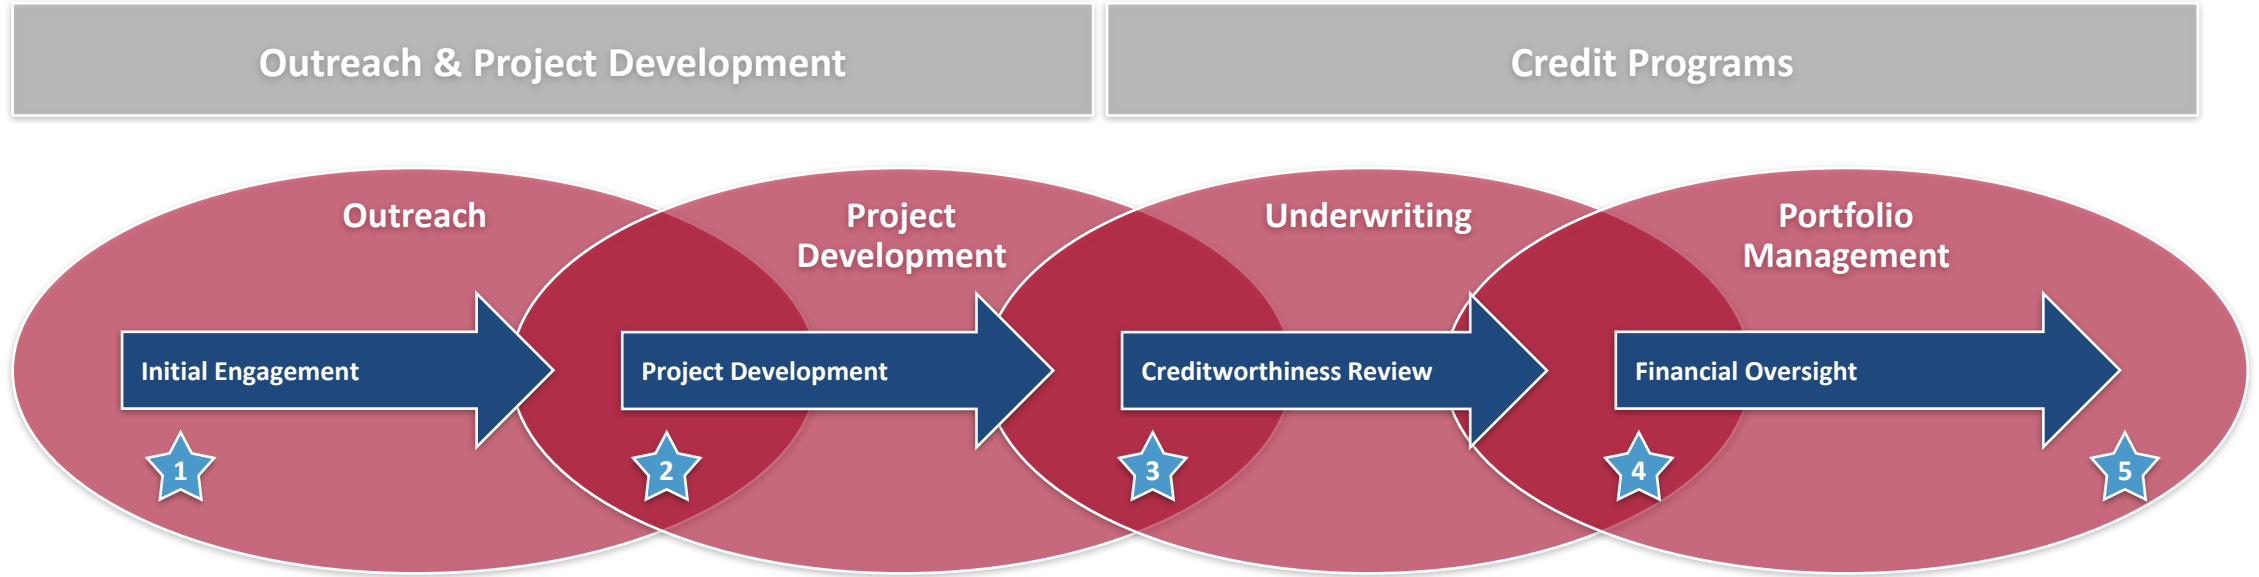 Outreach & Project Development
Credit Programs
Outreach
Project
Development
Underwriting
Portfolio
Management
Initial Engagement
Project Development
Creditworthiness Review
Financial Oversight
1
2
3
4
5